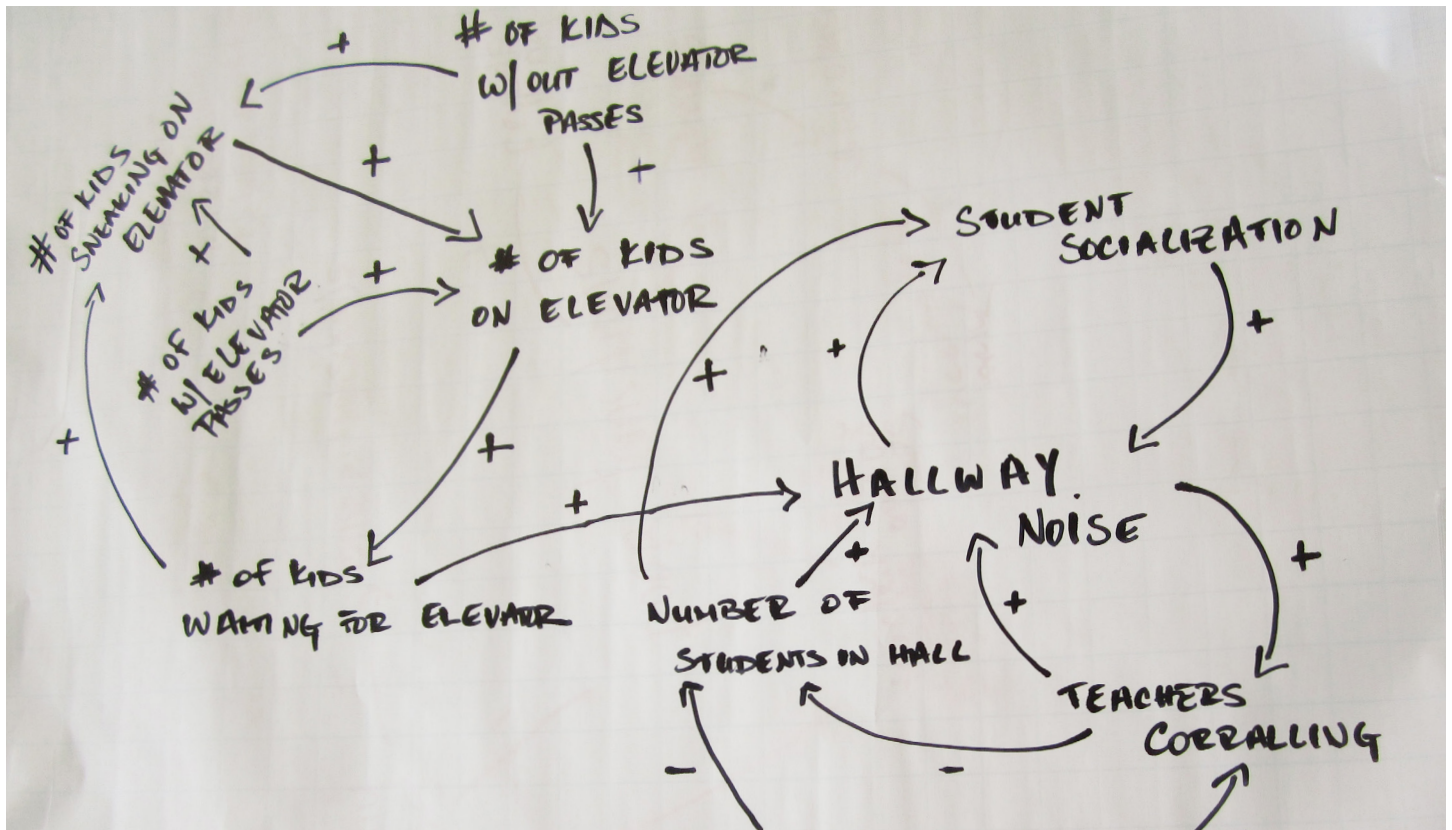 # OF KIDS
W/OUT ELEVATOR
PASSES
+
+
# OF KIDS
SNEAKING ON
ELEVATOR
+
+
# OF KIDS
W/ ELEVATOR
PASSES
+
# OF KIDS
ON ELEVATOR
+
+
# OF KIDS
WAITING FOR ELEVATOR
+
STUDENT
SOCIALIZATION
+
+
+
HALLWAY
NOISE
+
+
+
NUMBER OF
STUDENTS IN HALL
TEACHERS
CORRALLING
-
-